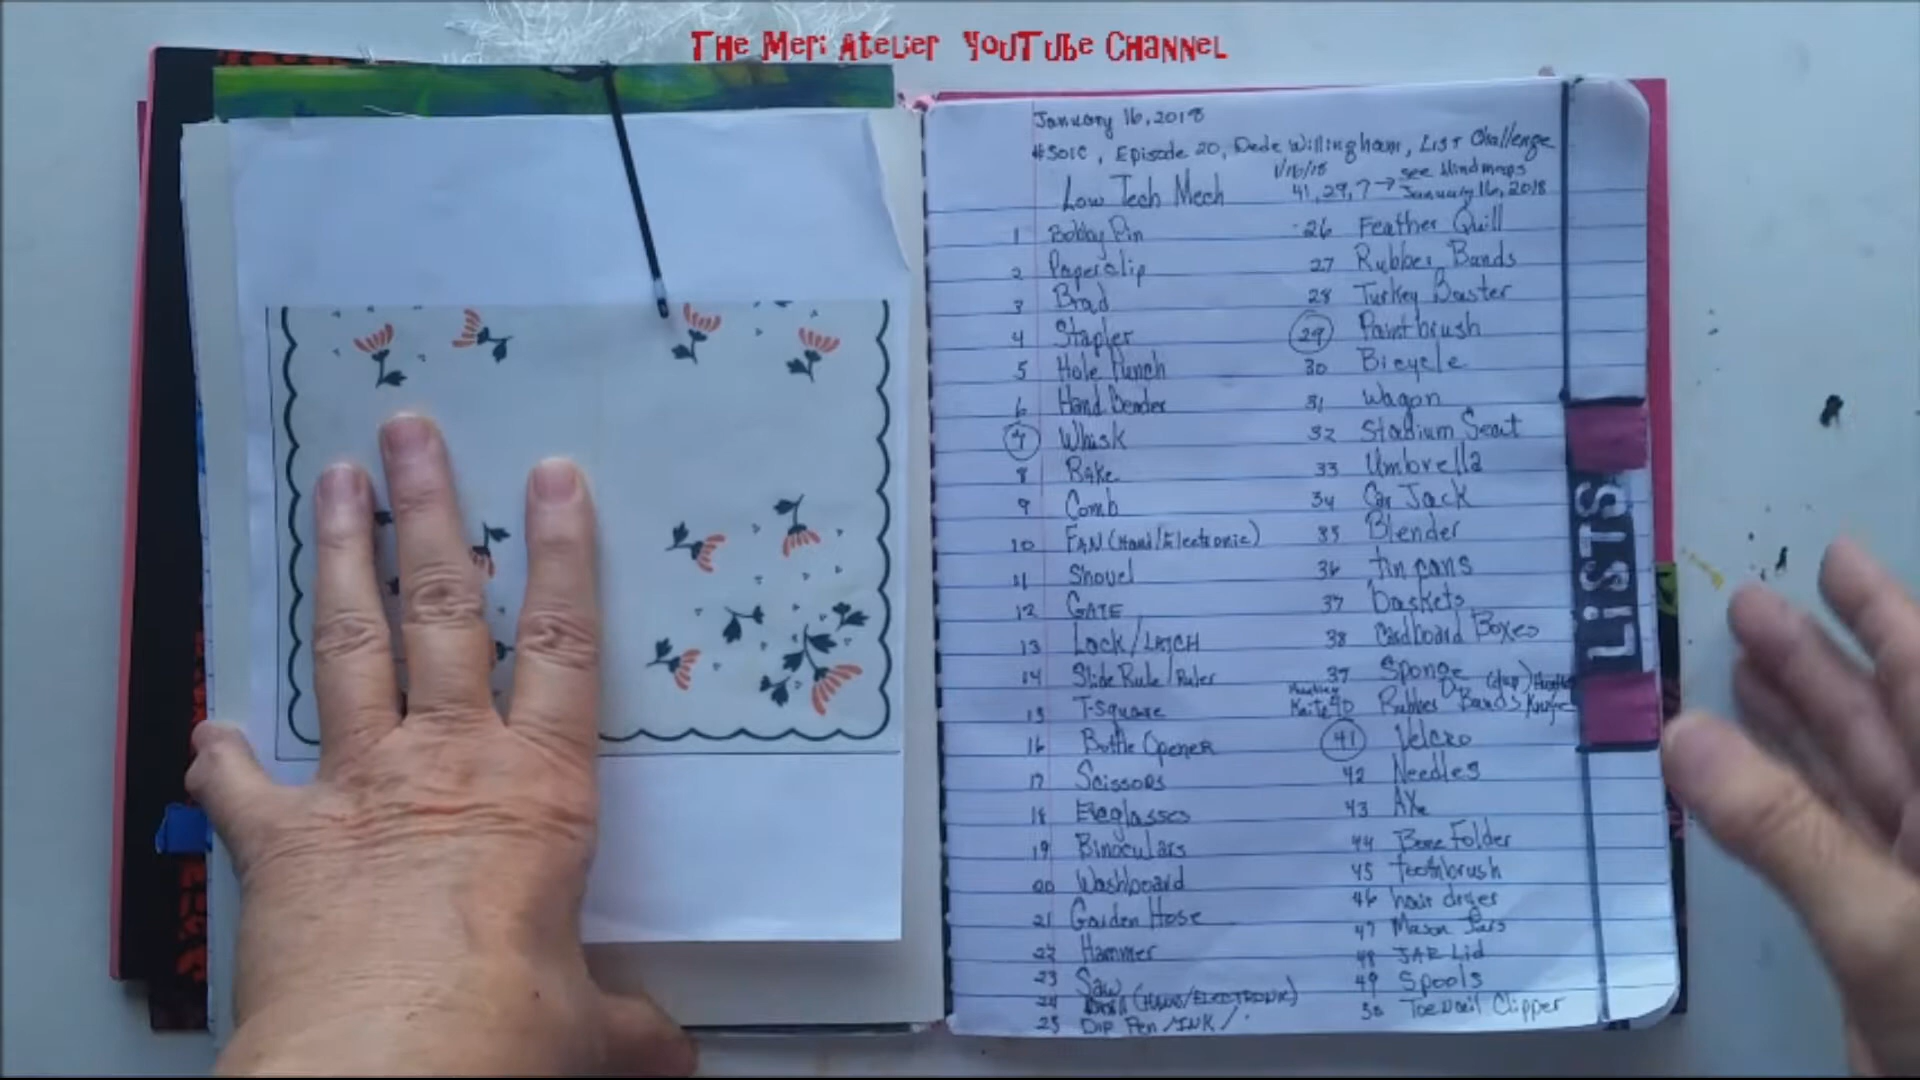 The Meri Atelier YouTube Channel
January 16, 2018
#SOIC, Episode 20, Dede Willingham, List Challenge
1/16/18
see Mindmaps
Low Tech Mech 41, 29, 7 → January 16, 2018
1 Bobby Pin
2 Paperclip
3 Brad
4 Stapler
5 Hole Punch
6 Hand Bender
7 Whisk
8 Rake
9 Comb
10 FAN (Hand/Electronic)
11 Shovel
12 GATE
13 Lock/LATCH
14 Slide Rule/Ruler
15 T-Square
16 Bottle Opener
17 Scissors
18 Eyeglasses
19 Binoculars
20 Washboard
21 Garden Hose
22 Hammer
23 Saw
24 (HAND/ELECTRONIC)
25 Dip Pen/INK/
26 Feather Quill
27 Rubber Bands
28 Turkey Baster
29 Paintbrush
30 Bicycle
31 Wagon
32 Stadium Seat
33 Umbrella
34 Car Jack
35 Blender
36 tin cans
37 baskets
38 Cardboard Boxes
37 Sponge
40 Rubber Bands (dup) Knife
41 Velcro
42 Needles
43 Axe
44 Bone Folder
45 toothbrush
46 hair dryer
47 Mason Jars
48 JAR Lid
49 Spools
50 Toenail Clipper
LiSTS